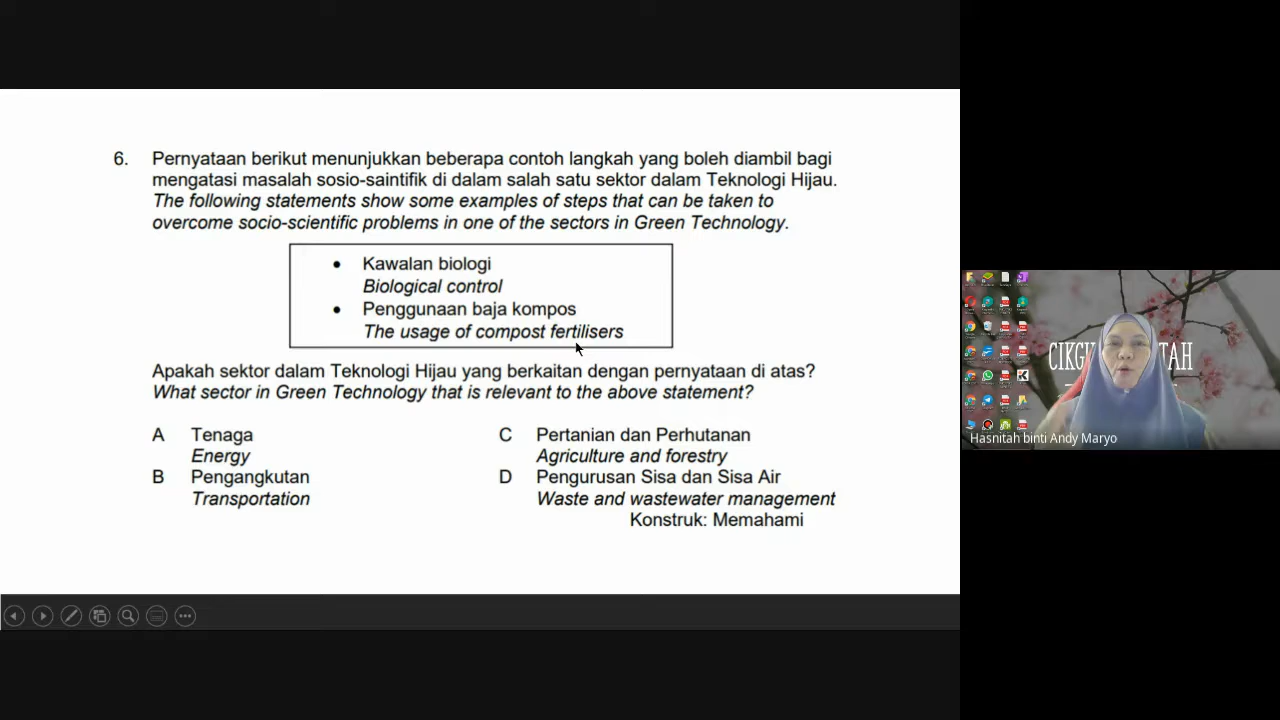 6. Pernyataan berikut menunjukkan beberapa contoh langkah yang boleh diambil bagi
mengatasi masalah sosio-saintifik di dalam salah satu sektor dalam Teknologi Hijau.
The following statements show some examples of steps that can be taken to
overcome socio-scientific problems in one of the sectors in Green Technology.
• Kawalan biologi
Biological control
• Penggunaan baja kompos
The usage of compost fertilisers
Apakah sektor dalam Teknologi Hijau yang berkaitan dengan pernyataan di atas?
What sector in Green Technology that is relevant to the above statement?
A Tenaga
Energy
B Pengangkutan
Transportation
C Pertanian dan Perhutanan
Agriculture and forestry
D Pengurusan Sisa dan Sisa Air
Waste and wastewater management
Konstruk: Memahami
Hasnitah binti Andy Maryo